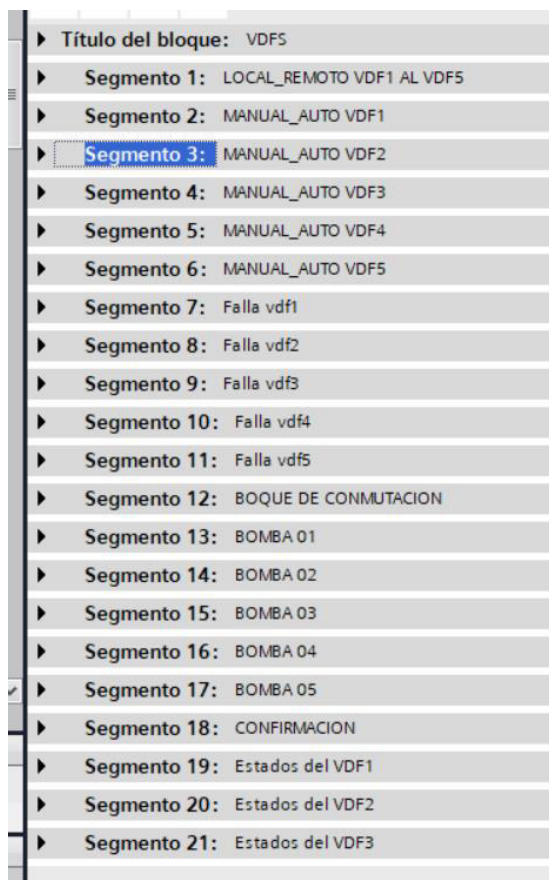 Título del bloque: VDFS
Segmento 1: LOCAL_REMOTO VDF1 AL VDF5
Segmento 2: MANUAL_AUTO VDF1
Segmento 3: MANUAL_AUTO VDF2
Segmento 4: MANUAL_AUTO VDF3
Segmento 5: MANUAL_AUTO VDF4
Segmento 6: MANUAL_AUTO VDF5
Segmento 7: Falla vdf1
Segmento 8: Falla vdf2
Segmento 9: Falla vdf3
Segmento 10: Falla vdf4
Segmento 11: Falla vdf5
Segmento 12: BOQUE DE CONMUTACION
Segmento 13: BOMBA 01
Segmento 14: BOMBA 02
Segmento 15: BOMBA 03
Segmento 16: BOMBA 04
Segmento 17: BOMBA 05
Segmento 18: CONFIRMACION
Segmento 19: Estados del VDF1
Segmento 20: Estados del VDF2
Segmento 21: Estados del VDF3